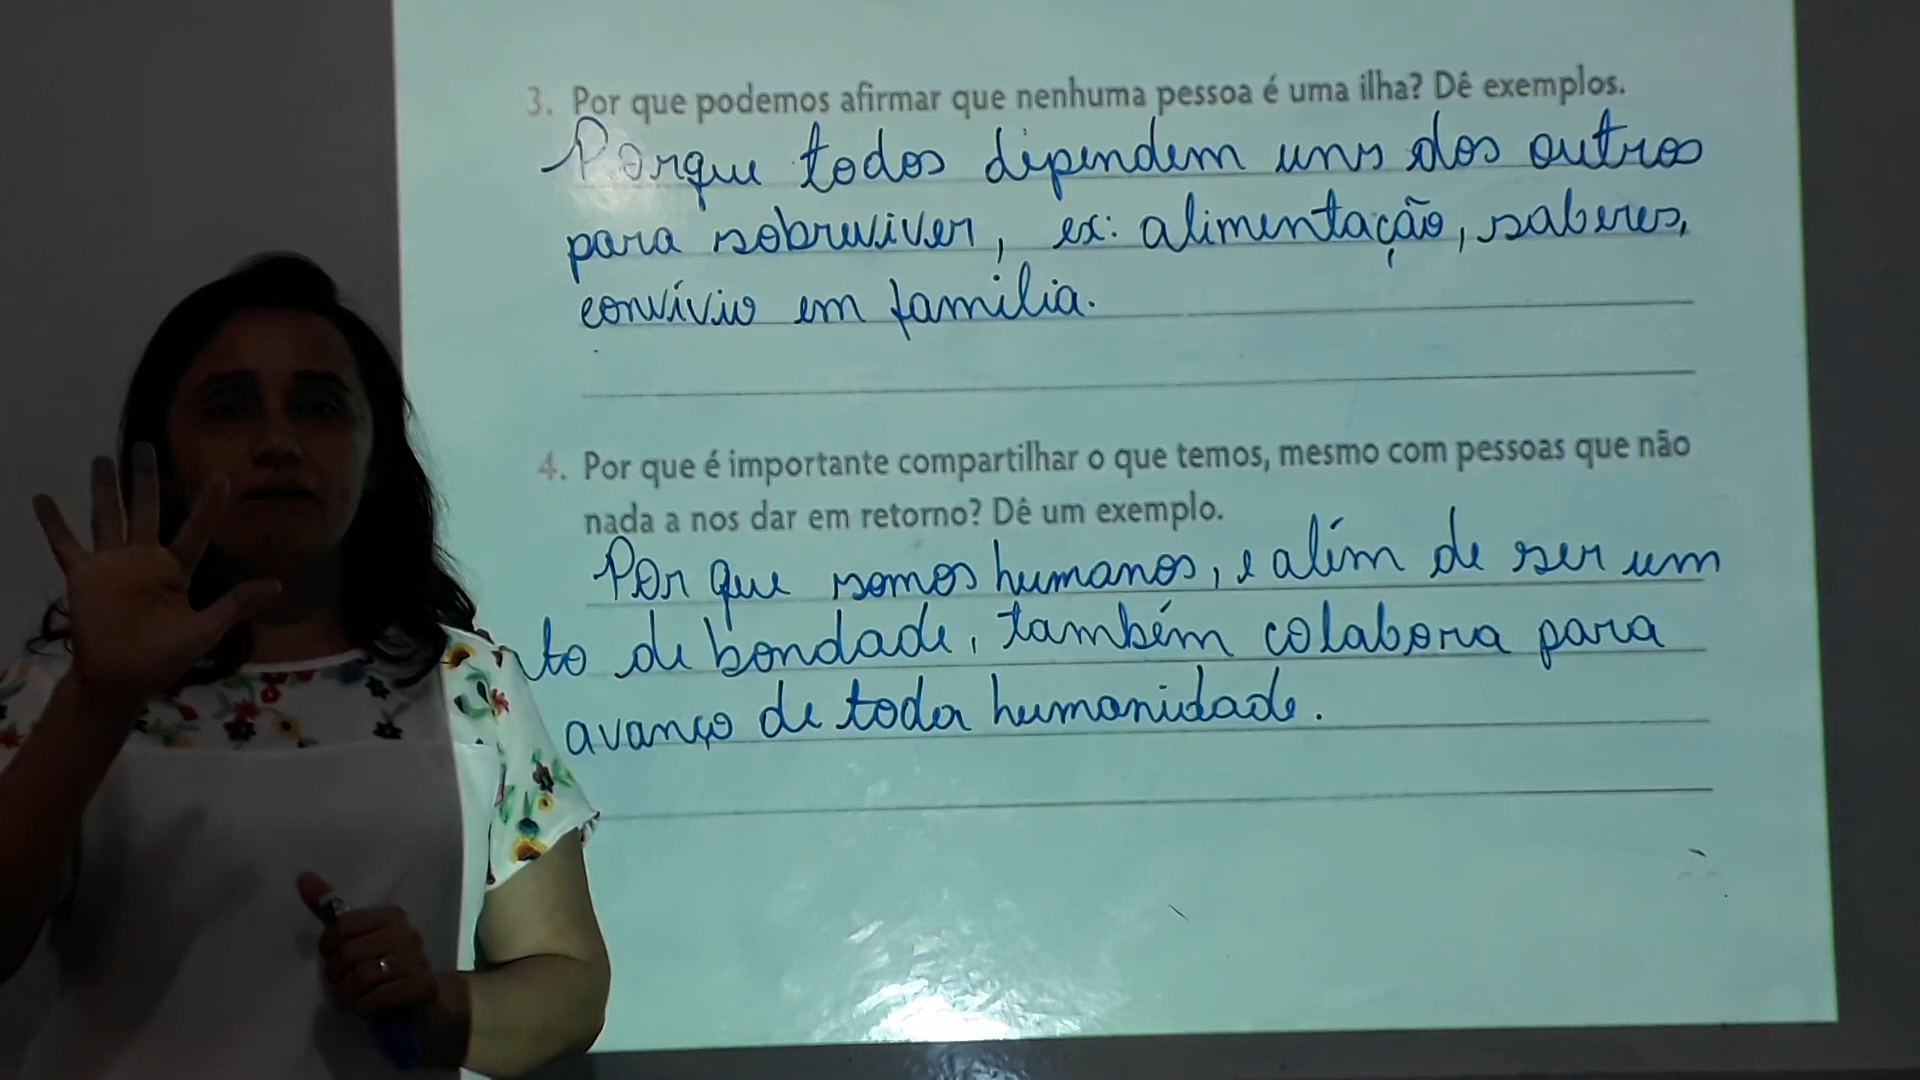 3. Por que podemos afirmar que nenhuma pessoa é uma ilha? Dê exemplos.
Porque todos dependem uns dos outros
para sobreviver, ex: alimentação, saberes,
convívio em família.
4. Por que é importante compartilhar o que temos, mesmo com pessoas que não
nada a nos dar em retorno? Dê um exemplo.
Por que somos humanos, e além de ser um
to de bondade, também colabora para
avanço de toda humanidade.